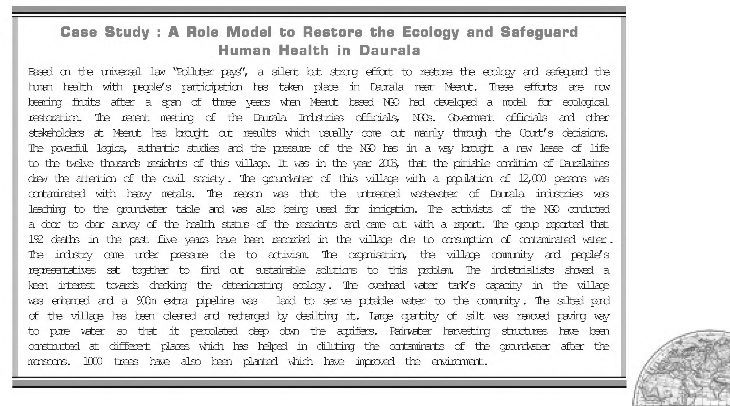 Case Study : A Role Model to Restore the Ecology and Safeguard
Human Health in Daurala
Based on the universal law "Polluter pays", a silent but strong effort to restore the ecology and safeguard the
human health with people's participation has taken place in Daurala near Meerut. These efforts are now
bearing fruits after a span of three years when Meerut based NGO had developed a model for ecological
restoration. The recent meeting of the Daurala Industries officials, NGOs. Government officials and other
stakeholders at Meerut has brought out results which usually come out mainly through the Court's decisions.
The powerful logics, authantic studies and the pressure of the NGO has in a way brought a new lease of life
to the twelve thousands residents of this village. It was in the year 2003, that the pitiable condition of Dauralaites
drew the attention of the civil society. The groundwater of this village with a population of 12,000 persons was
contaminated with heavy metals. The reason was that the untreated wastewater of Daurala industries was
leaching to the groundwater table and was also being used for irrigation. The activists of the NGO conducted
a door to door survey of the health status of the residents and came out with a report. The group reported that
192 deaths in the past five years have been recorded in the village due to consumption of contaminated water.
The industry came under pressure due to activism. The organisation, the village community and people's
representatives sat together to find out sustainable solutions to this problem. The industrialists showed a
keen interest towards checking the deteriorating ecology. The overhead water tank's capacity in the village
was enhanced and a 900m extra pipeline was laid to serve potable water to the community. The silted pond
of the village has been cleaned and recharged by desilting it. Large quantity of silt was removed paving way
to pure water so that it percolated deep down the aquifers. Rainwater harvesting structures have been
constructed at different places which has helped in diluting the contaminants of the groundwater after the
monsoons. 1000 trees have also been planted which have improved the environment.